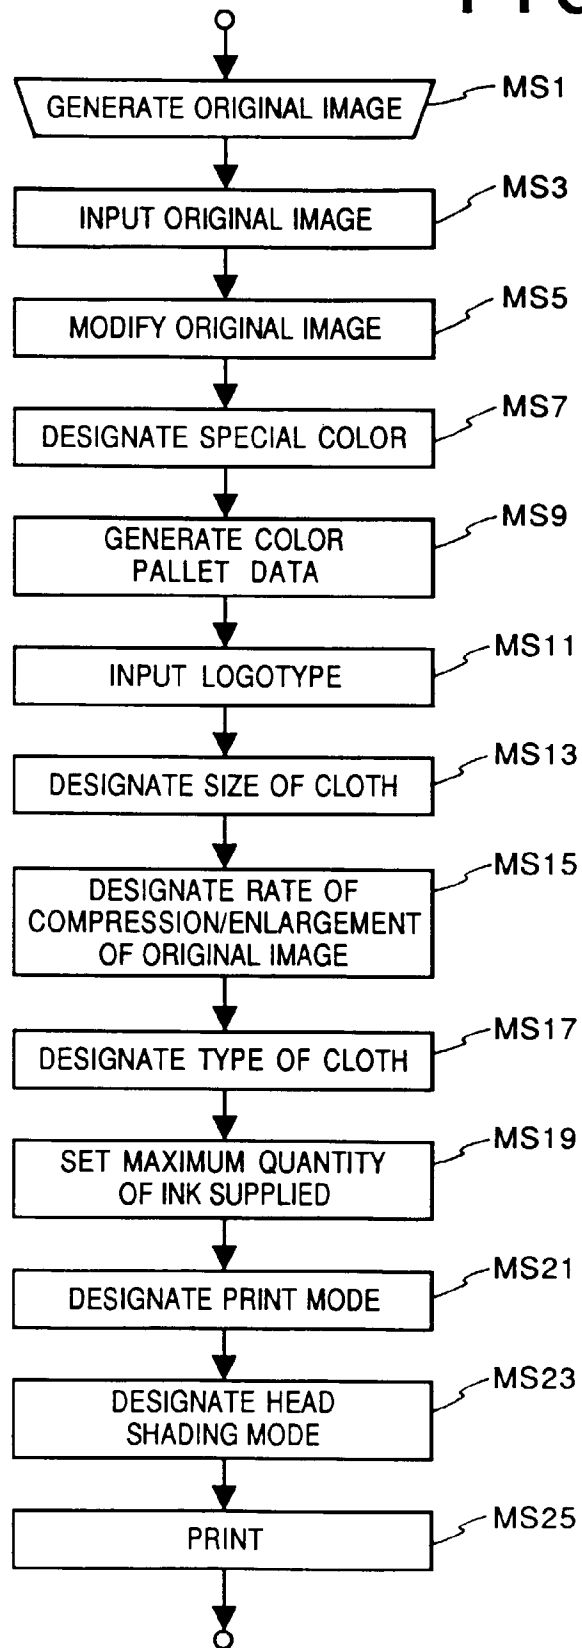 GENERATE ORIGINAL IMAGE
MS1
INPUT ORIGINAL IMAGE
MS3
MODIFY ORIGINAL IMAGE
MS5
DESIGNATE SPECIAL COLOR
MS7
GENERATE COLOR
PALLET DATA
MS9
INPUT LOGOTYPE
MS11
DESIGNATE SIZE OF CLOTH
MS13
DESIGNATE RATE OF
COMPRESSION/ENLARGEMENT
OF ORIGINAL IMAGE
MS15
DESIGNATE TYPE OF CLOTH
MS17
SET MAXIMUM QUANTITY
OF INK SUPPLIED
MS19
DESIGNATE PRINT MODE
MS21
DESIGNATE HEAD
SHADING MODE
MS23
PRINT
MS25